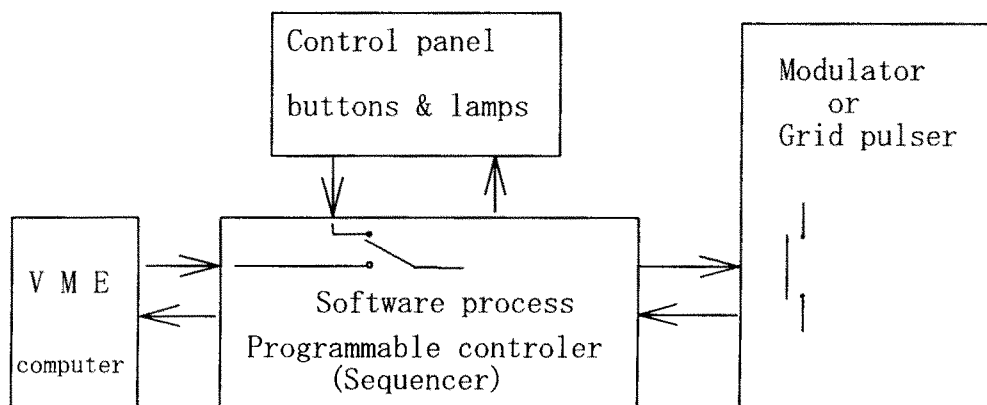 Control panel
buttons & lamps
Modulator
or
Grid pulser
V M E
computer
Software process
Programmable controler
(Sequencer)